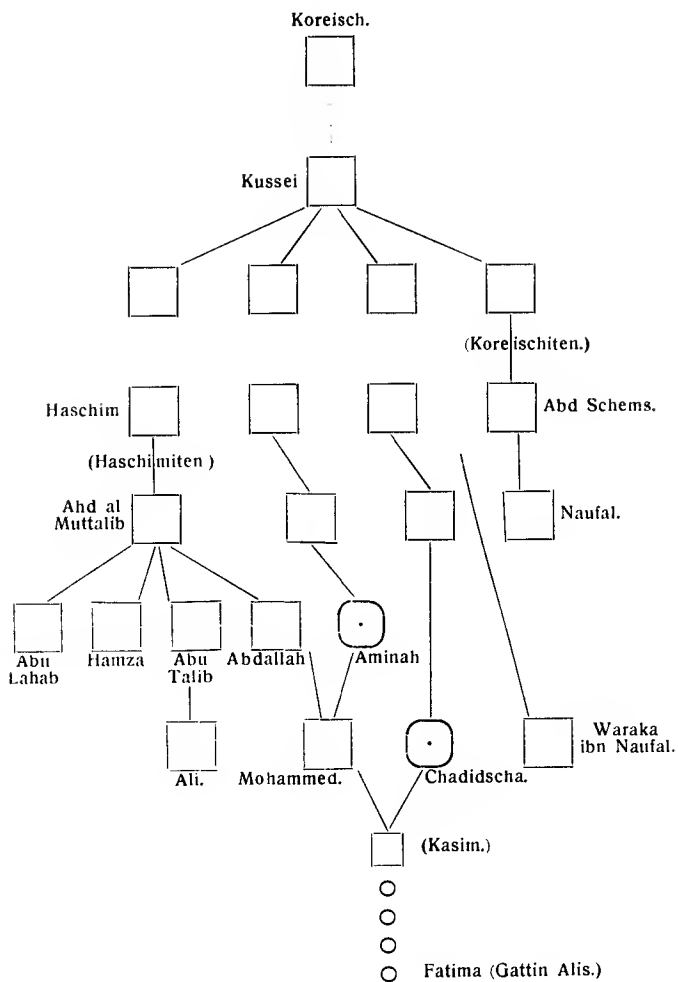 Koreisch.
Kussei
(Koreischiten.)
Haschim
Abd Schems.
(Haschimiten)
Ahd al
Muttalib
Naufal.
Abu
Lahab
Hamza
Abu
Talib
Abdallah
Aminah
Waraka
ibn Naufal.
Ali.
Mohammed.
Chadidscha.
(Kasim.)
Fatima (Gattin Alis.)